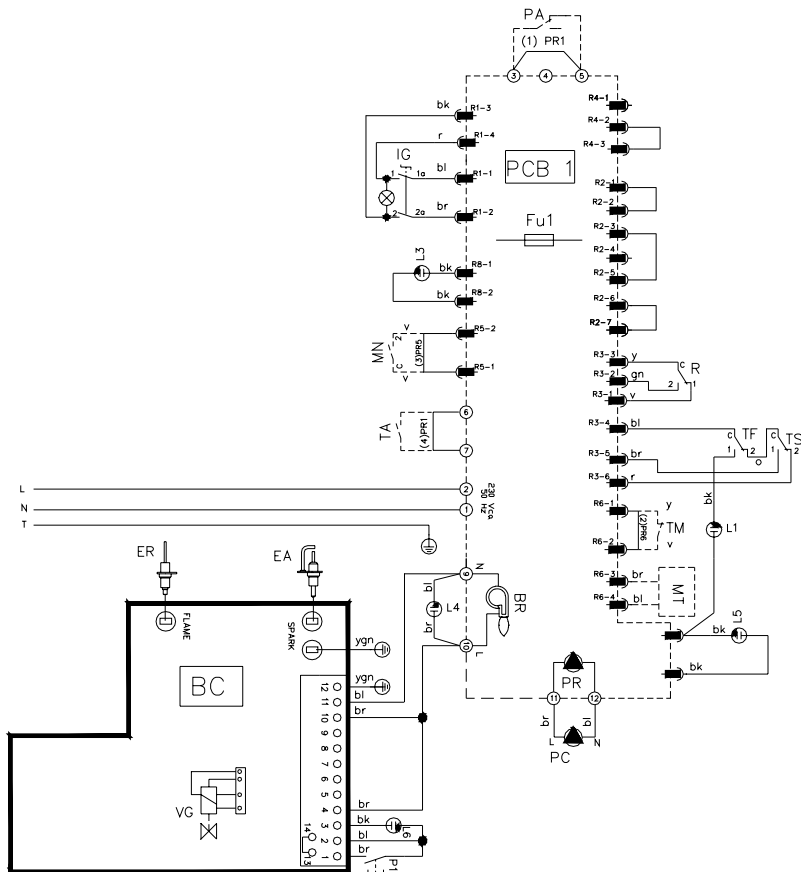 PA
(1) PR1
3
4
5
bk
R1-3
r
R1-4
IG
1
1a
bl
R1-1
2
2a
br
R1-2
PCB 1
Fu1
L3
bk
R8-1
bk
R8-2
MN
v
2
R5-2
(3)PR5
c
v
R5-1
TA
(4)PR1
6
7
L
2
N
1
T
230 Vca
50 Hz
R4-1
R4-2
R4-3
R2-1
R2-2
R2-3
R2-4
R2-5
R2-6
R2-7
R3-3
y
c
R
R3-2
gn
2
1
R3-1
v
R3-4
bl
c
TF
c
TS
1
2
1
2
R3-5
br
R3-6
r
bk
L1
R6-1
y
(2)PR6
TM
R6-2
v
R6-3
br
MT
R6-4
bl
bk
L5
bk
ER
EA
FLAME
SPARK
ygn
ygn
bl
br
BC
12
11
10
9
8
7
6
5
4
3
2
1
14
13
VG
br
bk
L6
bl
br
P1
9
N
bl
L4
br
BR
10
L
PR
11
12
br
bl
L
N
PC